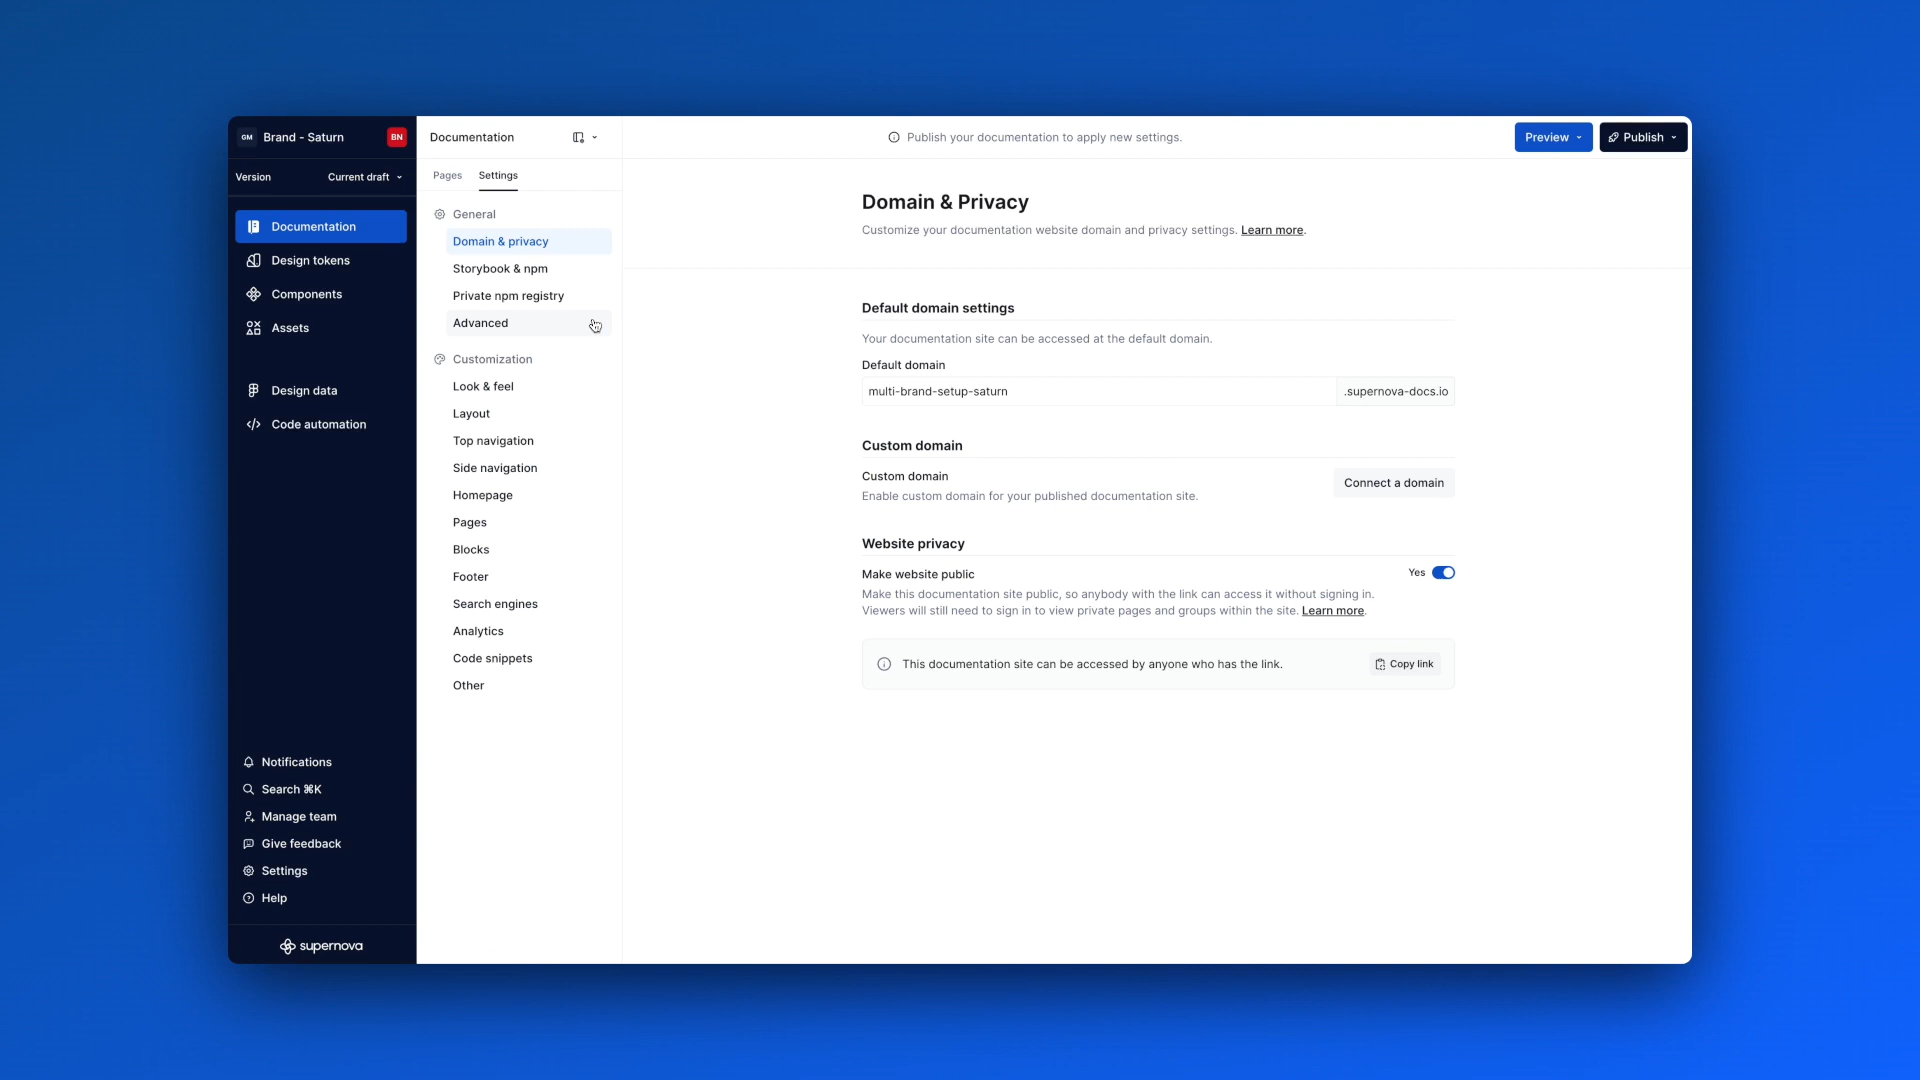 GM Brand - Saturn BN
Version Current draft
Documentation
Design tokens
Components
Assets
Design data
Code automation
Notifications
Search ⌘K
Manage team
Give feedback
Settings
Help
supernova
Documentation
Pages Settings
General
Domain & privacy
Storybook & npm
Private npm registry
Advanced
Customization
Look & feel
Layout
Top navigation
Side navigation
Homepage
Pages
Blocks
Footer
Search engines
Analytics
Code snippets
Other
Publish your documentation to apply new settings.
Preview Publish
Domain & Privacy
Customize your documentation website domain and privacy settings. Learn more.
Default domain settings
Your documentation site can be accessed at the default domain.
Default domain
multi-brand-setup-saturn .supernova-docs.io
Custom domain
Custom domain
Enable custom domain for your published documentation site.
Connect a domain
Website privacy
Make website public Yes
Make this documentation site public, so anybody with the link can access it without signing in.
Viewers will still need to sign in to view private pages and groups within the site. Learn more.
This documentation site can be accessed by anyone who has the link. Copy link